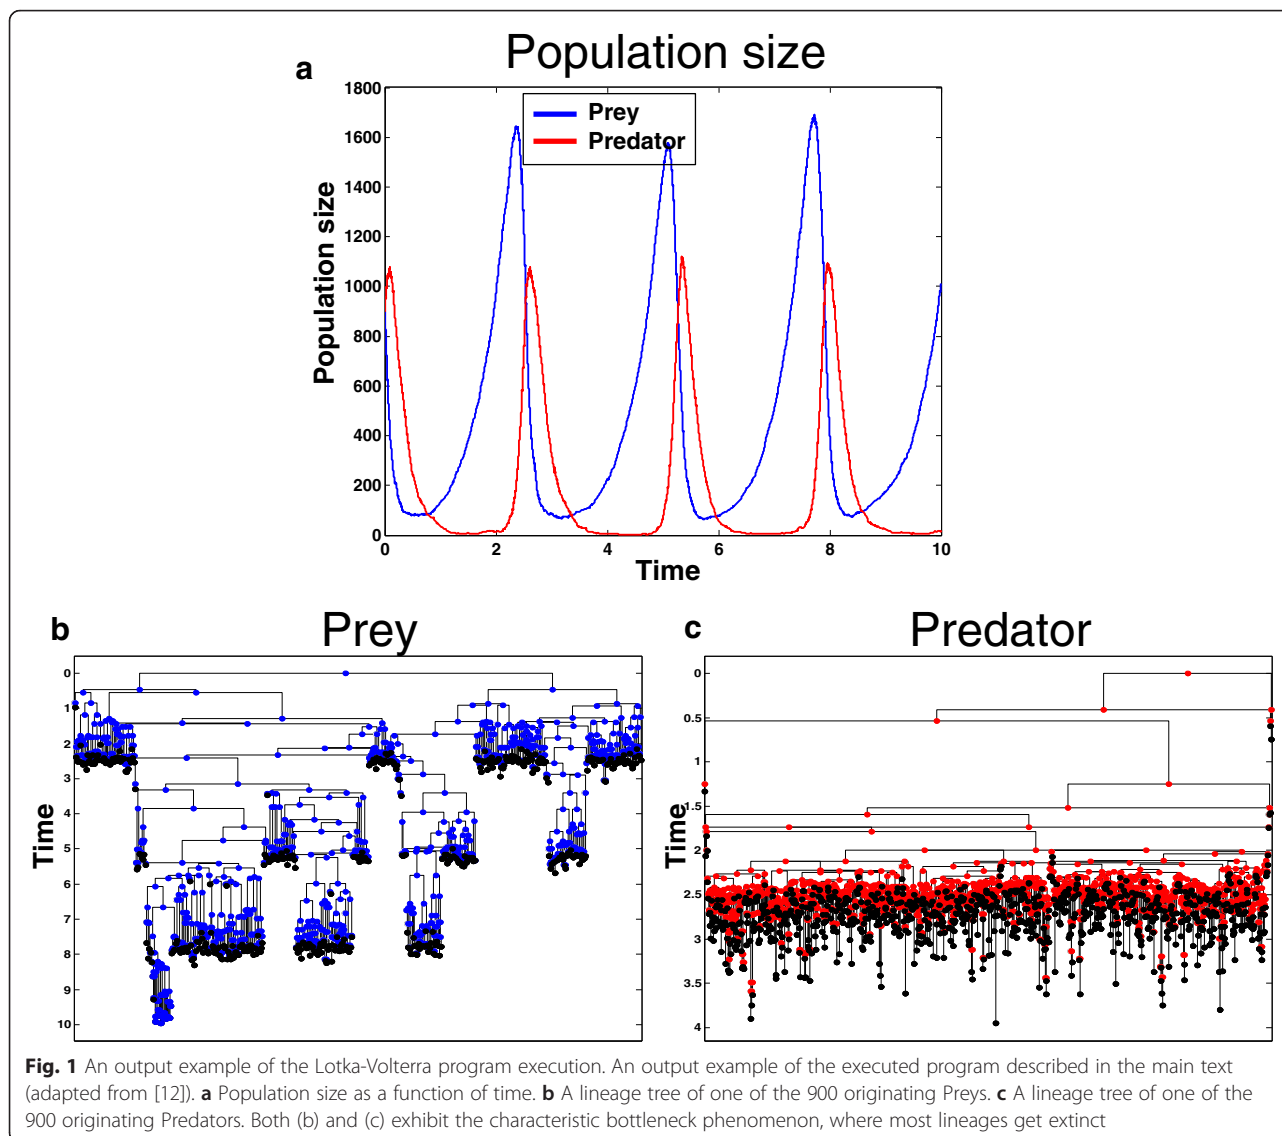 Population size
a
1800
1600
1400
1200
1000
800
600
400
200
0
Population size
Prey
Predator
0
2
4
6
8
10
Time
b
Prey
0
1
2
3
4
5
6
7
8
9
10
Time
c
Predator
0
0.5
1
1.5
2
2.5
3
3.5
4
Time
Fig. 1 An output example of the Lotka-Volterra program execution. An output example of the executed program described in the main text
(adapted from [12]). a Population size as a function of time. b A lineage tree of one of the 900 originating Preys. c A lineage tree of one of the
900 originating Predators. Both (b) and (c) exhibit the characteristic bottleneck phenomenon, where most lineages get extinct